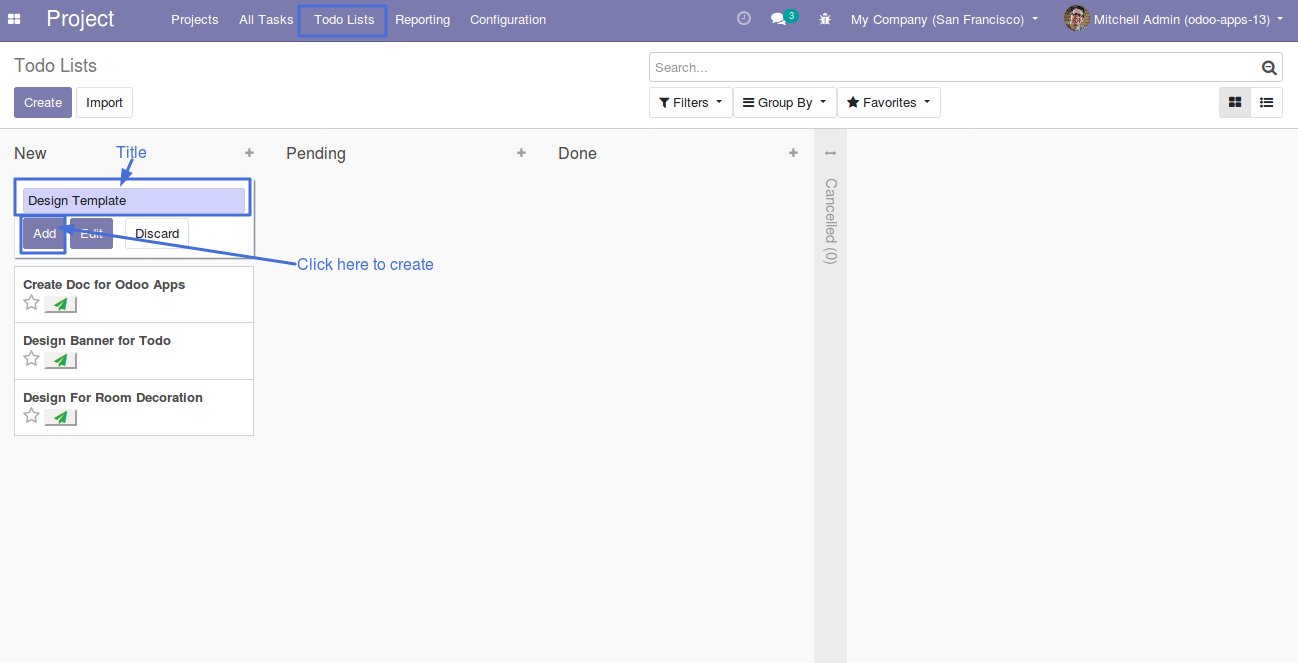 Project Projects All Tasks Todo Lists Reporting Configuration 3 My Company (San Francisco) Mitchell Admin (odoo-apps-13)
Todo Lists
Search...
Create Import Filters Group By Favorites
New Title Pending Done
Cancelled (0)
Design Template
Add Edit Discard
Click here to create
Create Doc for Odoo Apps
Design Banner for Todo
Design For Room Decoration